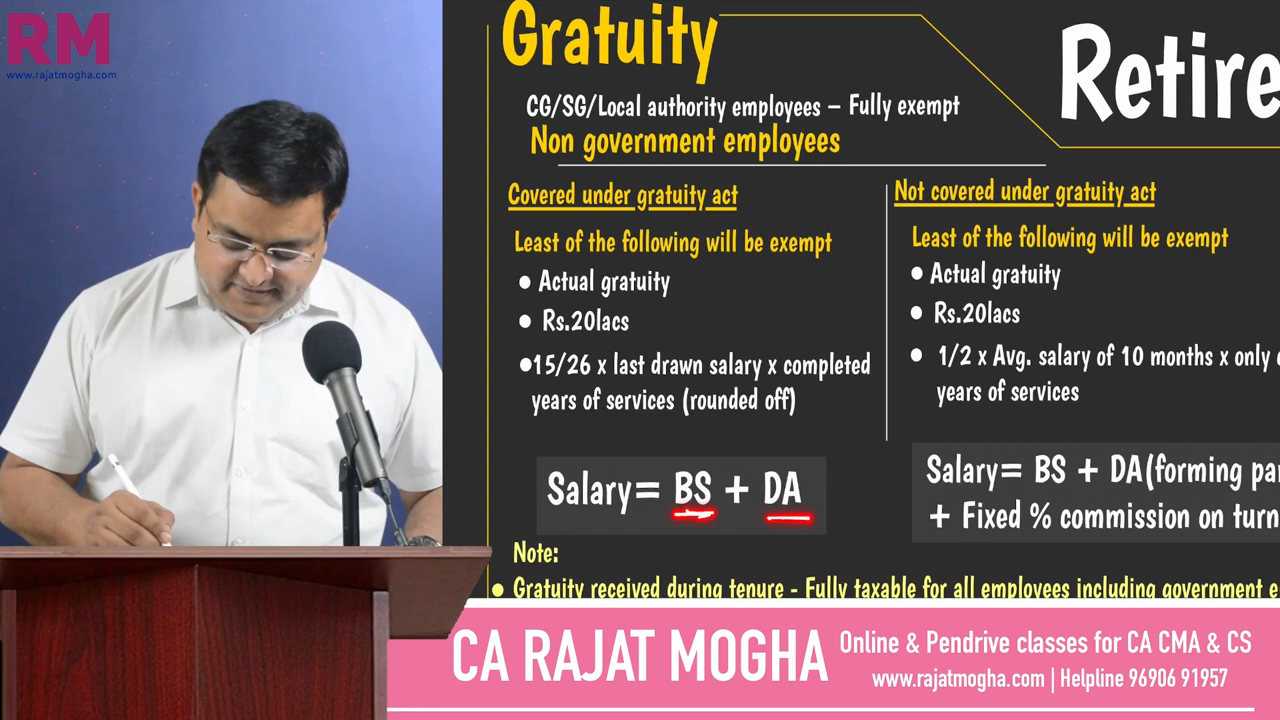 RM
www.rajatmogha.com
Gratuity
Retire
CG/SG/Local authority employees – Fully exempt
Non government employees
Covered under gratuity act
Least of the following will be exempt
• Actual gratuity
• Rs.20lacs
•15/26 x last drawn salary x completed
years of services (rounded off)
Salary= BS + DA
Not covered under gratuity act
Least of the following will be exempt
• Actual gratuity
• Rs.20lacs
• 1/2 x Avg. salary of 10 months x only
years of services
Salary= BS + DA(forming
+ Fixed % commission on
Note:
• Gratuity received during tenure - Fully taxable for all employees including government
CA RAJAT MOGHA
Online & Pendrive classes for CA CMA & CS
www.rajatmogha.com | Helpline 96906 91957